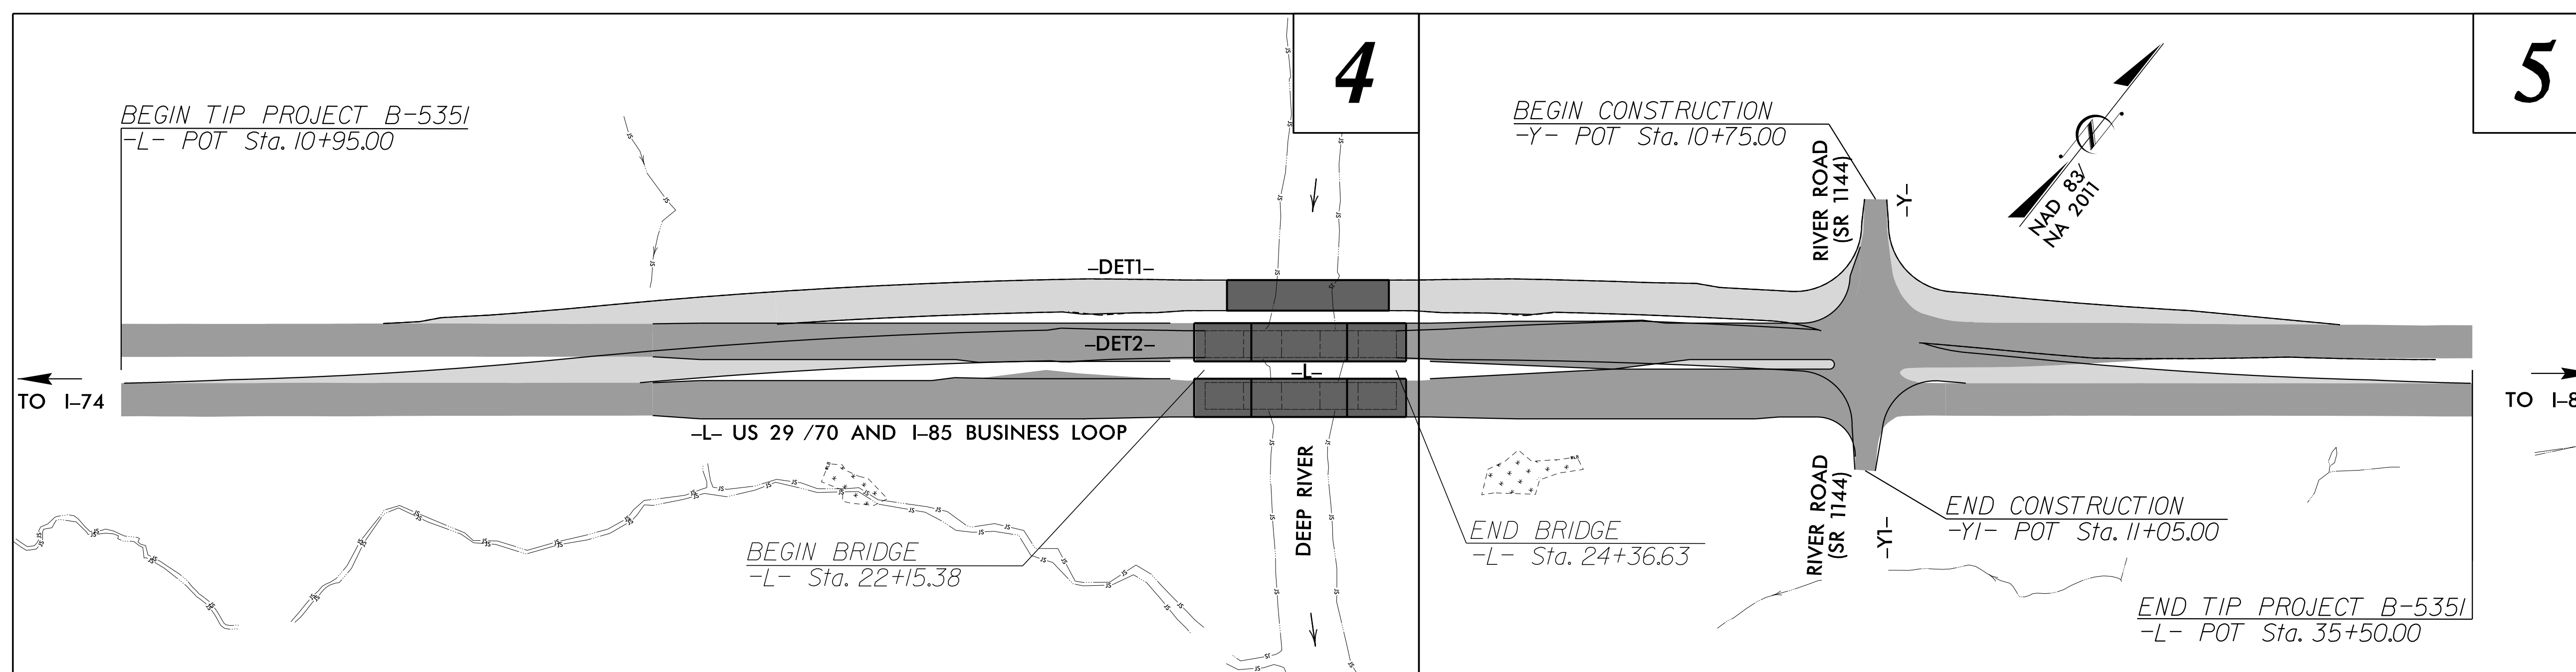 4
5
BEGIN TIP PROJECT B-5351
-L- POT Sta. 10+95.00
BEGIN CONSTRUCTION
-Y- POT Sta. 10+75.00
RIVER ROAD
(SR 1144)
-Y-
NAD 83/
NA 2011
-DET1-
-DET2-
-L-
TO I-74
TO I-8
-L- US 29 /70 AND I-85 BUSINESS LOOP
DEEP RIVER
BEGIN BRIDGE
-L- Sta. 22+15.38
END BRIDGE
-L- Sta. 24+36.63
RIVER ROAD
(SR 1144)
-Y1-
END CONSTRUCTION
-Y1- POT Sta. 11+05.00
END TIP PROJECT B-5351
-L- POT Sta. 35+50.00